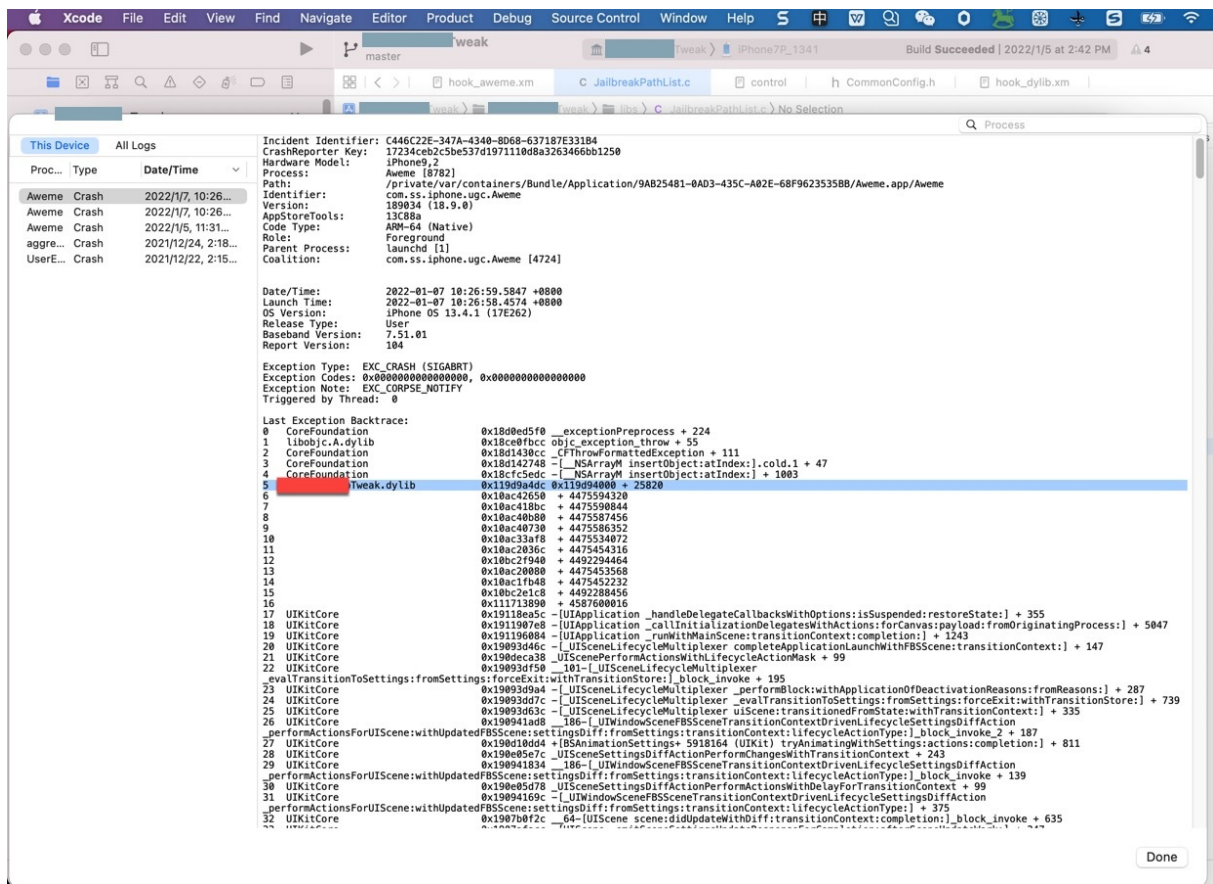 Xcode File Edit View Find Navigate Editor Product Debug Source Control Window Help 中
Tweak
master
Tweak 〉 iPhone7P_1341
Build Succeeded | 2022/1/5 at 2:42 PM 4
hook_aweme.xm
C JailbreakPathList.c
control
h CommonConfig.h
hook_dylib.xm
Tweak 〉 Tweak 〉 libs 〉 C JailbreakPathList.c 〉 No Selection
Process
This Device All Logs
Proc... Type Date/Time
Aweme Crash 2022/1/7, 10:26...
Aweme Crash 2022/1/7, 10:26...
Aweme Crash 2022/1/5, 11:31...
aggre... Crash 2021/12/24, 2:18...
UserE... Crash 2021/12/22, 2:15...
Incident Identifier: C446C22E-347A-4340-8D68-637187E331B4
CrashReporter Key: 17234ceb2c5be537d1971110d8a3263466bb1250
Hardware Model: iPhone9,2
Process: Aweme [8782]
Path: /private/var/containers/Bundle/Application/9AB25481-0AD3-435C-A02E-68F9623535BB/Aweme.app/Aweme
Identifier: com.ss.iphone.ugc.Aweme
Version: 189034 (18.9.0)
AppStoreTools: 13C88a
Code Type: ARM-64 (Native)
Role: Foreground
Parent Process: launchd [1]
Coalition: com.ss.iphone.ugc.Aweme [4724]
Date/Time: 2022-01-07 10:26:59.5847 +0800
Launch Time: 2022-01-07 10:26:58.4574 +0800
OS Version: iPhone OS 13.4.1 (17E262)
Release Type: User
Baseband Version: 7.51.01
Report Version: 104
Exception Type: EXC_CRASH (SIGABRT)
Exception Codes: 0x0000000000000000, 0x0000000000000000
Exception Note: EXC_CORPSE_NOTIFY
Triggered by Thread: 0
Last Exception Backtrace:
0 CoreFoundation 0x18d0ed5f0 __exceptionPreprocess + 224
1 libobjc.A.dylib 0x18ce0fbcc objc_exception_throw + 55
2 CoreFoundation 0x18d1430cc _CFThrowFormattedException + 111
3 CoreFoundation 0x18d142748 -[__NSArrayM insertObject:atIndex:].cold.1 + 47
4 CoreFoundation 0x18cfc5edc -[__NSArrayM insertObject:atIndex:] + 1003
5 Tweak.dylib 0x119d9a4dc 0x119d94000 + 25820
6 0x10ac42650 + 4475594320
7 0x10ac418bc + 4475590844
8 0x10ac40b80 + 4475587456
9 0x10ac40730 + 4475586352
10 0x10ac33af8 + 4475534072
11 0x10ac2036c + 4475454316
12 0x10bc2f940 + 4492294464
13 0x10ac20080 + 4475453568
14 0x10ac1fb48 + 4475452232
15 0x10bc2e1c8 + 4492288456
16 0x111713890 + 4587600016
17 UIKitCore 0x19118ea5c -[UIApplication _handleDelegateCallbacksWithOptions:isSuspended:restoreState:] + 355
18 UIKitCore 0x1911907e8 -[UIApplication _callInitializationDelegatesWithActions:forCanvas:payload:fromOriginatingProcess:] + 5047
19 UIKitCore 0x191196084 -[UIApplication _runWithMainScene:transitionContext:completion:] + 1243
20 UIKitCore 0x19093d46c -[_UISceneLifecycleMultiplexer completeApplicationLaunchWithFBSScene:transitionContext:] + 147
21 UIKitCore 0x190deca38 _UIScenePerformActionsWithLifecycleActionMask + 99
22 UIKitCore 0x19093df50 __101-[_UISceneLifecycleMultiplexer
_evalTransitionToSettings:fromSettings:forceExit:withTransitionStore:]_block_invoke + 195
23 UIKitCore 0x19093d9a4 -[_UISceneLifecycleMultiplexer _performBlock:withApplicationOfDeactivationReasons:fromReasons:] + 287
24 UIKitCore 0x19093dd7c -[_UISceneLifecycleMultiplexer _evalTransitionToSettings:fromSettings:forceExit:withTransitionStore:] + 739
25 UIKitCore 0x19093d63c -[_UISceneLifecycleMultiplexer uiScene:transitionedFromState:withTransitionContext:] + 335
26 UIKitCore 0x190941ad8 __186-[_UIWindowSceneFBSSceneTransitionContextDrivenLifecycleSettingsDiffAction
_performActionsForUIScene:withUpdatedFBSScene:settingsDiff:fromSettings:transitionContext:lifecycleActionType:]_block_invoke_2 + 187
27 UIKitCore 0x190d10dd4 +[BSAnimationSettings+ 5918164 (UIKit) tryAnimatingWithSettings:actions:completion:] + 811
28 UIKitCore 0x190e05e7c _UISceneSettingsDiffActionPerformChangesWithTransitionContext + 243
29 UIKitCore 0x190941834 __186-[_UIWindowSceneFBSSceneTransitionContextDrivenLifecycleSettingsDiffAction
_performActionsForUIScene:withUpdatedFBSScene:settingsDiff:fromSettings:transitionContext:lifecycleActionType:]_block_invoke + 139
30 UIKitCore 0x190e05d78 _UISceneSettingsDiffActionPerformActionsWithDelayForTransitionContext + 99
31 UIKitCore 0x19094169c -[_UIWindowSceneFBSSceneTransitionContextDrivenLifecycleSettingsDiffAction
_performActionsForUIScene:withUpdatedFBSScene:settingsDiff:fromSettings:transitionContext:lifecycleActionType:] + 375
32 UIKitCore 0x1907b0f2c __64-[UIScene scene:didUpdateWithDiff:transitionContext:completion:]_block_invoke + 635
Done